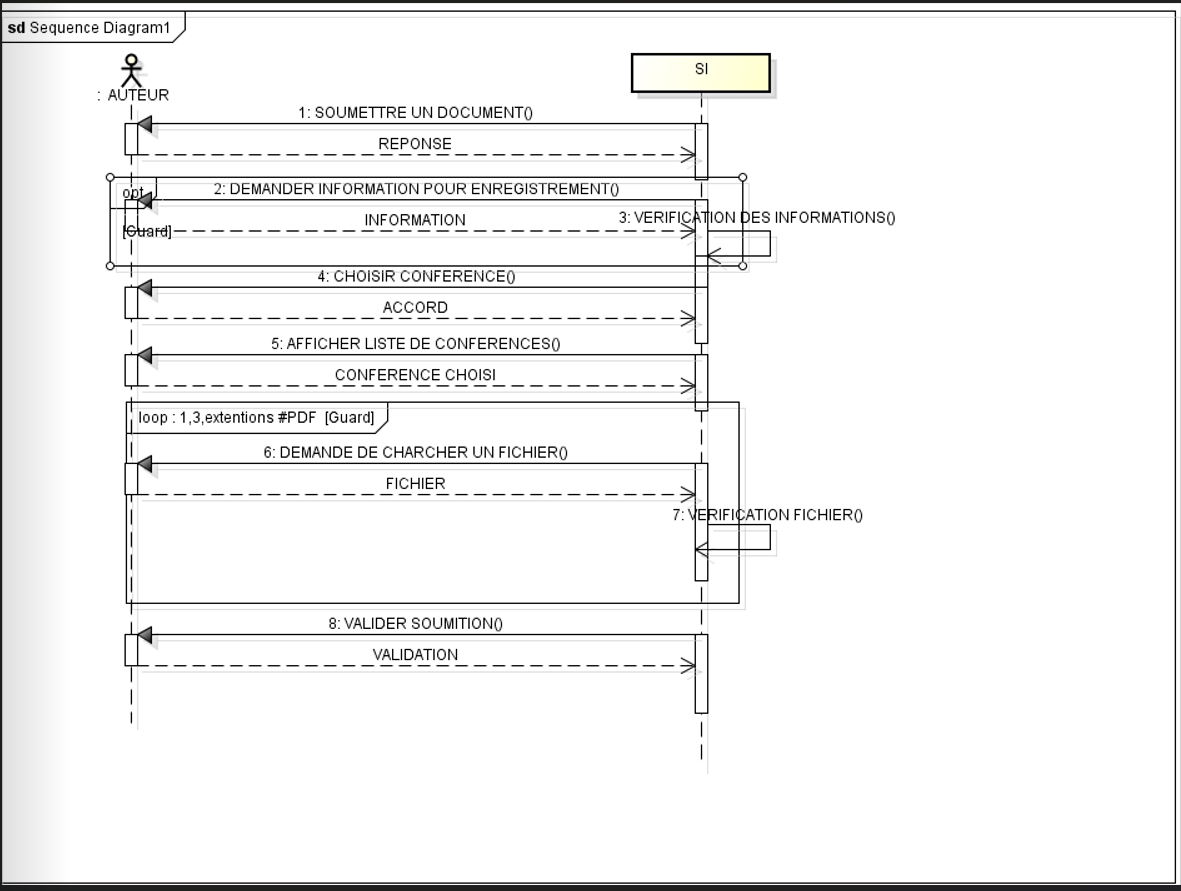 sd Sequence Diagram1
SI
: AUTEUR
1: SOUMETTRE UN DOCUMENT()
REPONSE
opt
2: DEMANDER INFORMATION POUR ENREGISTREMENT()
INFORMATION
3: VERIFICATION DES INFORMATIONS()
[Guard]
4: CHOISIR CONFERENCE()
ACCORD
5: AFFICHER LISTE DE CONFERENCES()
CONFERENCE CHOISI
loop : 1,3,extentions #PDF [Guard]
6: DEMANDE DE CHARCHER UN FICHIER()
FICHIER
7: VERIFICATION FICHIER()
8: VALIDER SOUMITION()
VALIDATION